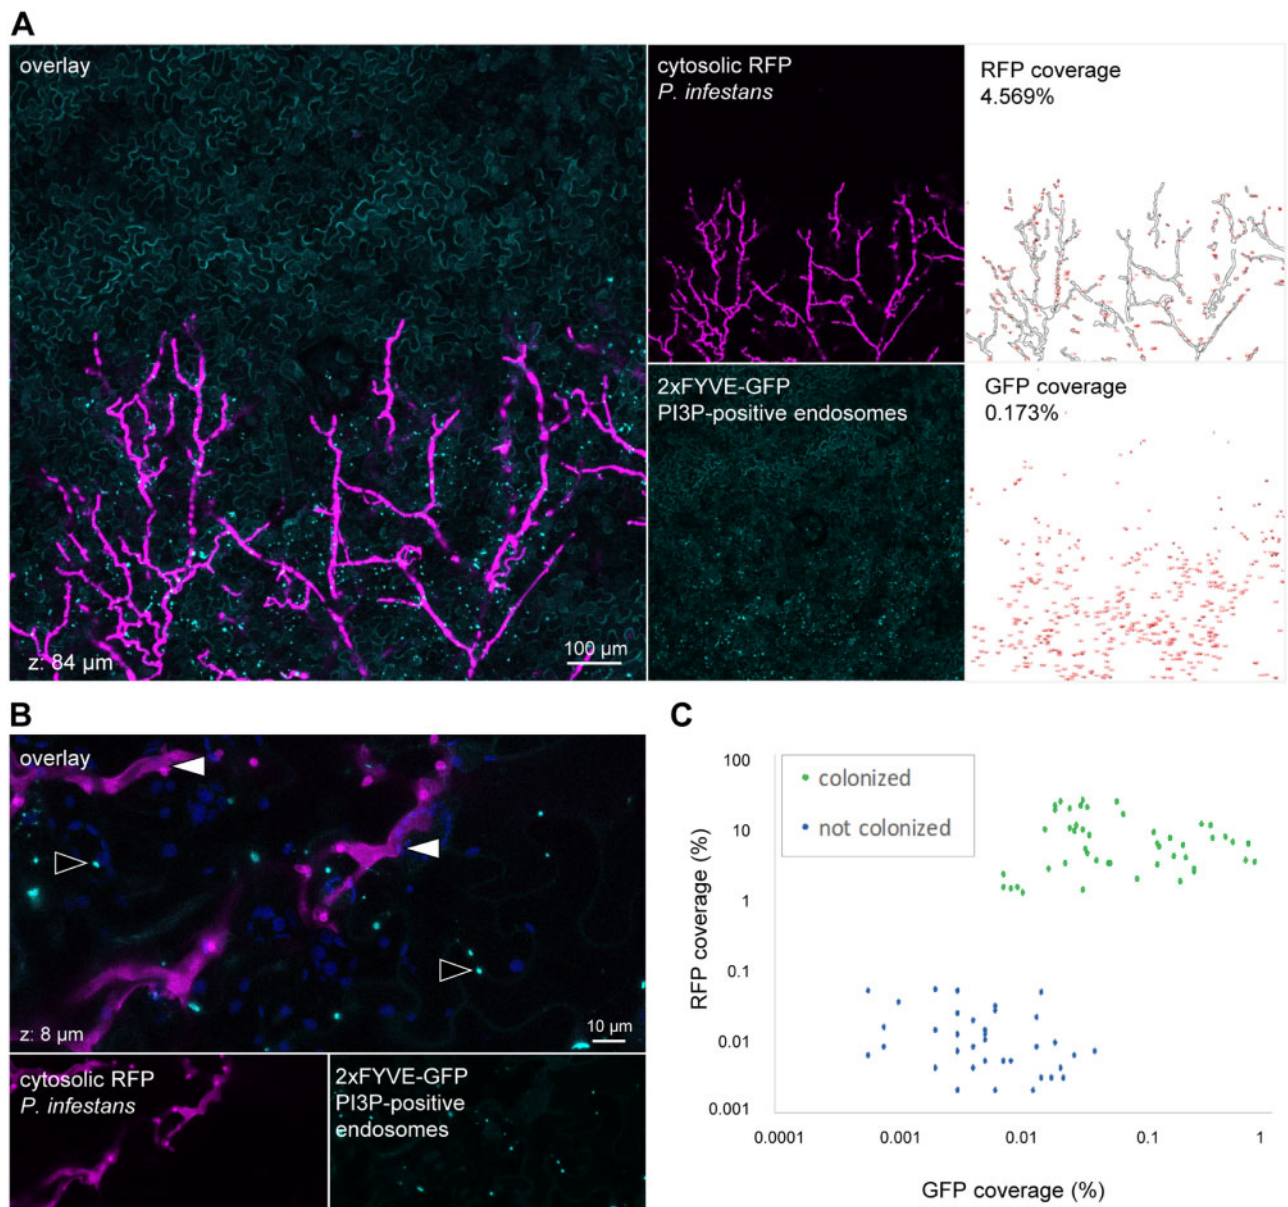 A
overlay
z: 84 µm
100 µm
cytosolic RFP
P. infestans
RFP coverage
4.569%
2xFYVE-GFP
PI3P-positive endosomes
GFP coverage
0.173%
B
overlay
z: 8 µm
10 µm
cytosolic RFP
P. infestans
2xFYVE-GFP
PI3P-positive
endosomes
C
colonized
not colonized
RFP coverage (%)
100
10
1
0.1
0.01
0.001
0.0001
0.001
0.01
0.1
1
GFP coverage (%)